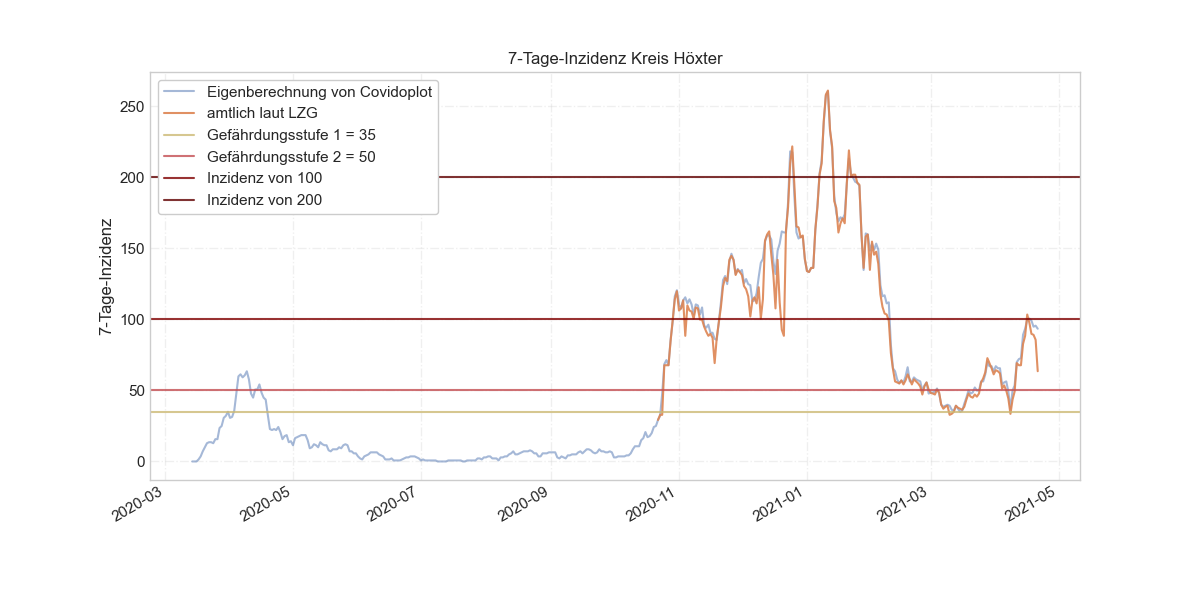 7-Tage-Inzidenz Kreis Höxter
Eigenberechnung von Covidoplot
amtlich laut LZG
Gefährdungsstufe 1 = 35
Gefährdungsstufe 2 = 50
Inzidenz von 100
Inzidenz von 200
7-Tage-Inzidenz
250
200
150
100
50
0
2020-03
2020-05
2020-07
2020-09
2020-11
2021-01
2021-03
2021-05